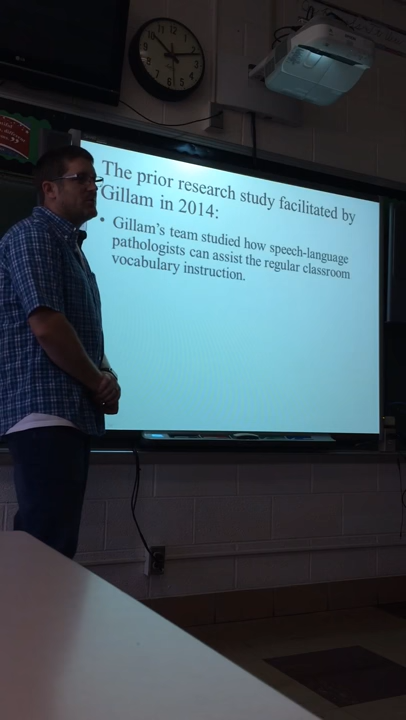 The prior research study facilitated by
Gillam in 2014:
• Gillam's team studied how speech-language
pathologists can assist the regular classroom
vocabulary instruction.